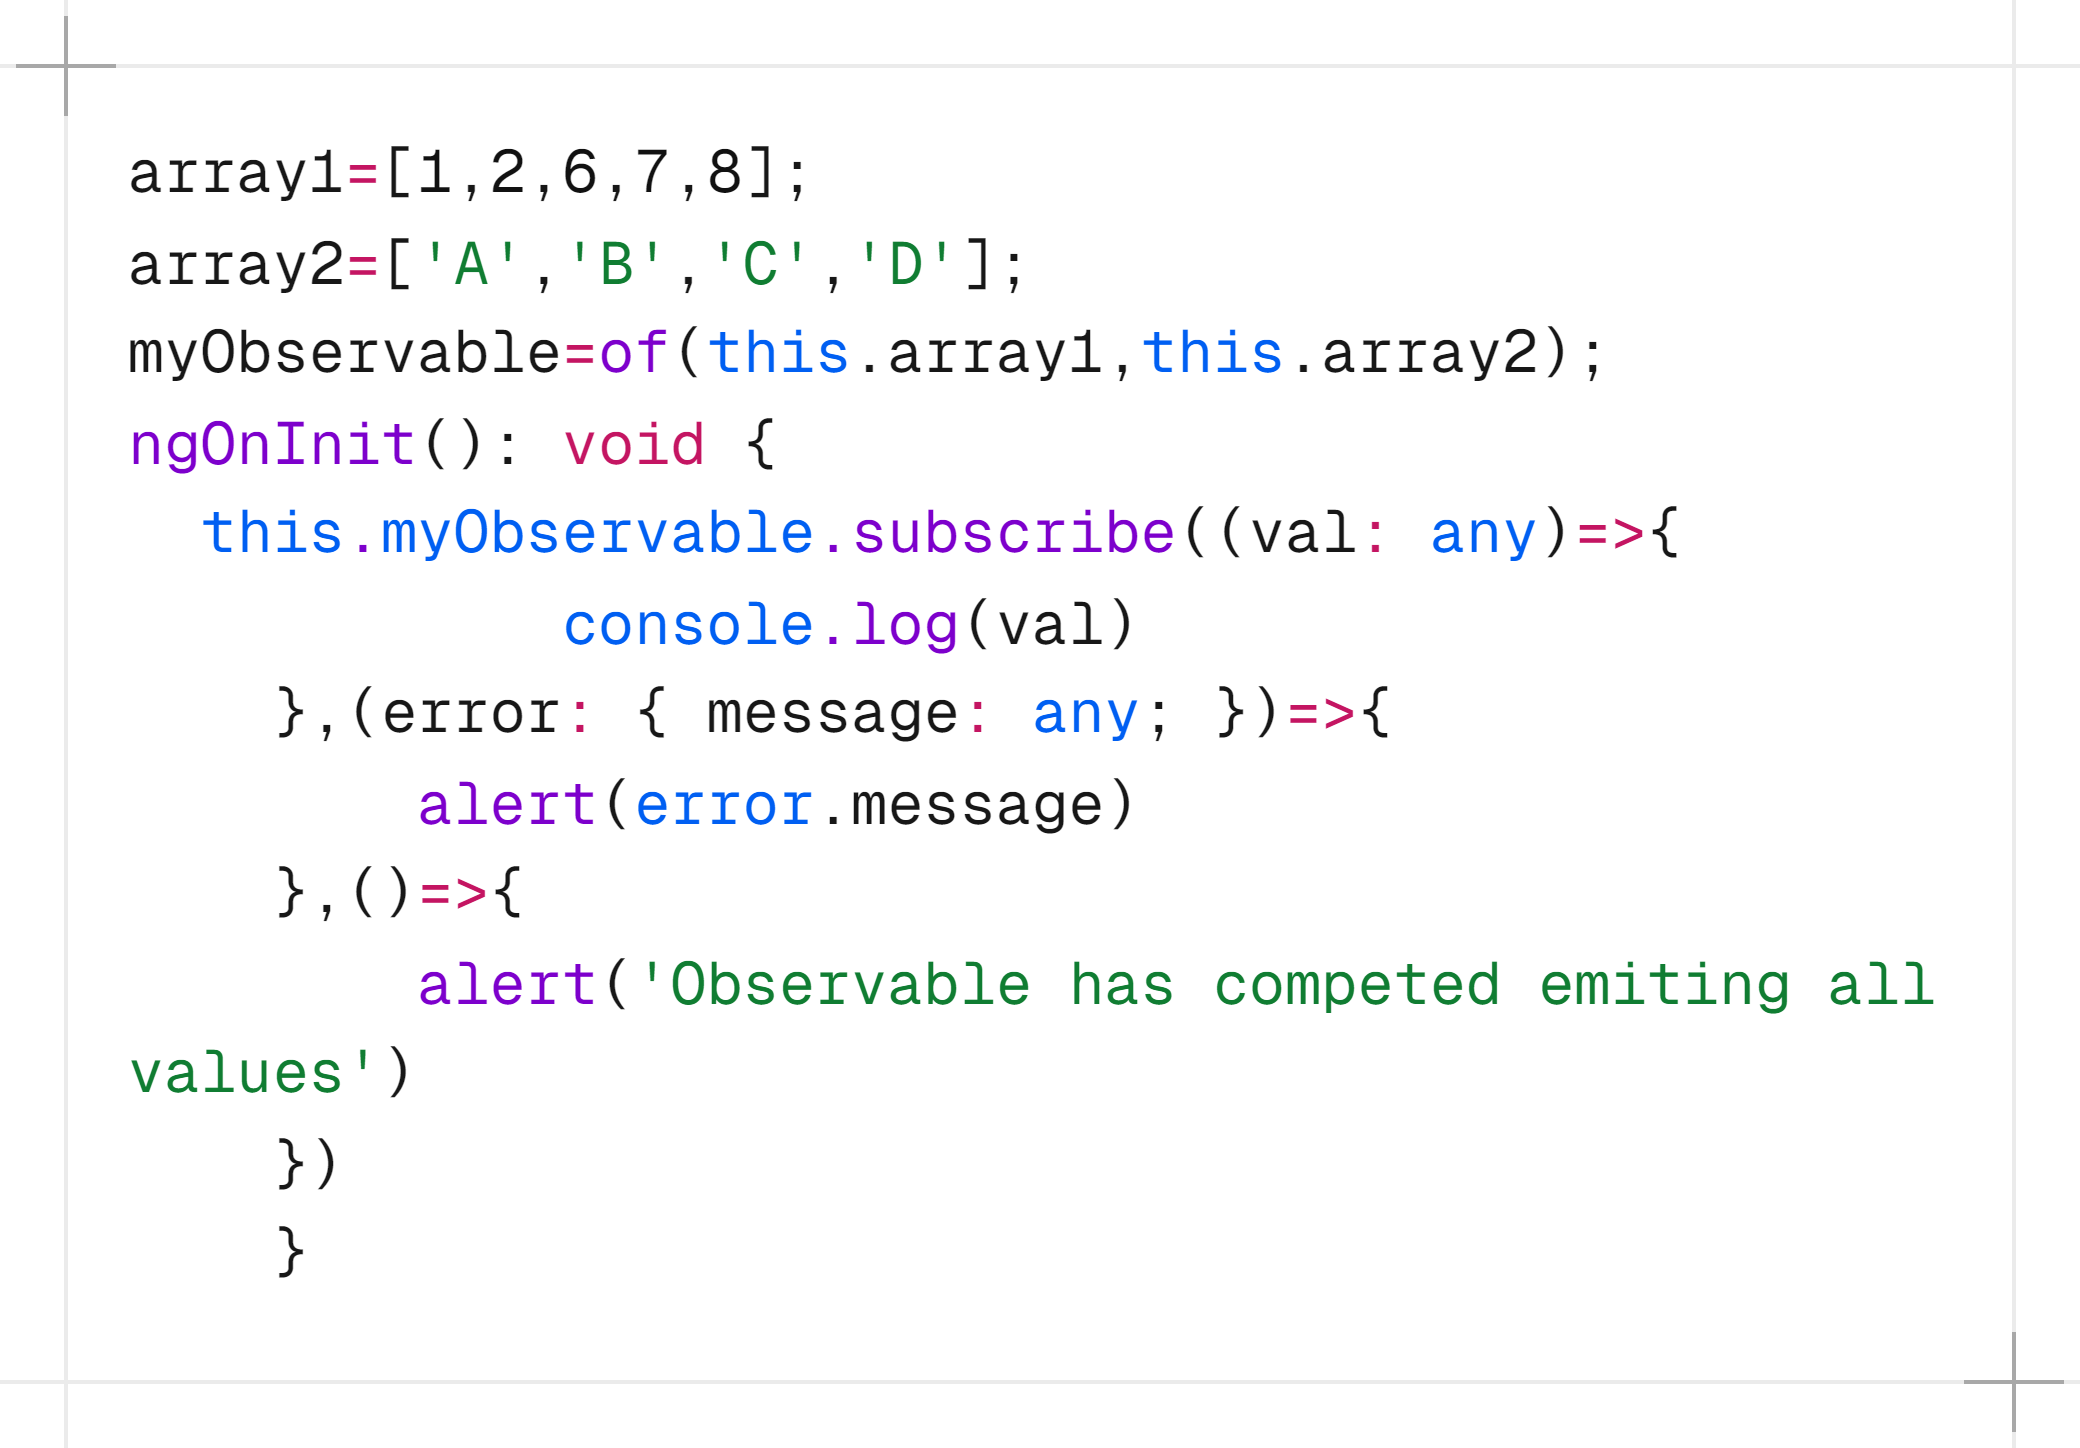 array1=[1,2,6,7,8];
array2=['A','B','C','D'];
myObservable=of(this.array1,this.array2);
ngOnInit(): void {
  this.myObservable.subscribe((val: any)=>{
            console.log(val)
    },(error: { message: any; })=>{
        alert(error.message)
    },()=>{
        alert('Observable has competed emiting all
values')
    })
    }